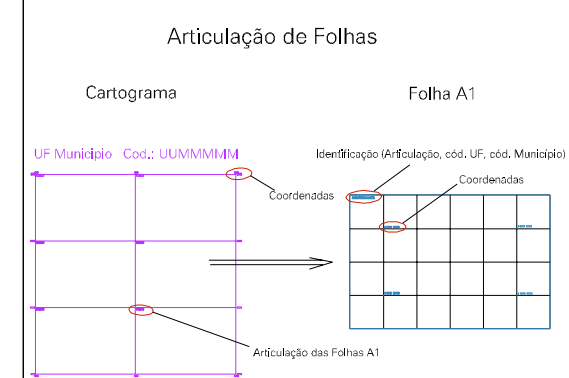 Articulação de Folhas
Cartograma
Folha A1
UF Municipio Cod.: UUMMMMM
Identificação (Articulação, cód. UF, cód. Município)
Coordenadas
Coordenadas
Articulação das Folhas A1